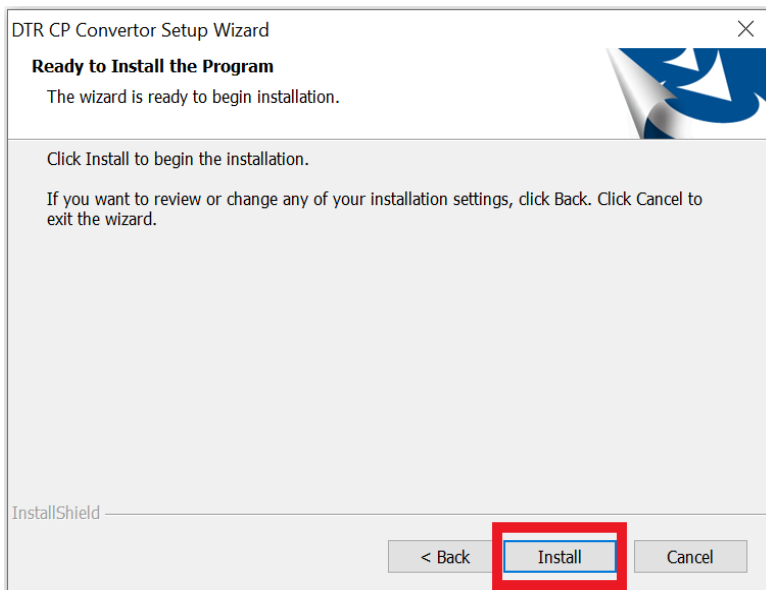 DTR CP Convertor Setup Wizard
Ready to Install the Program
The wizard is ready to begin installation.
Click Install to begin the installation.
If you want to review or change any of your installation settings, click Back. Click Cancel to
exit the wizard.
InstallShield
< Back Install Cancel